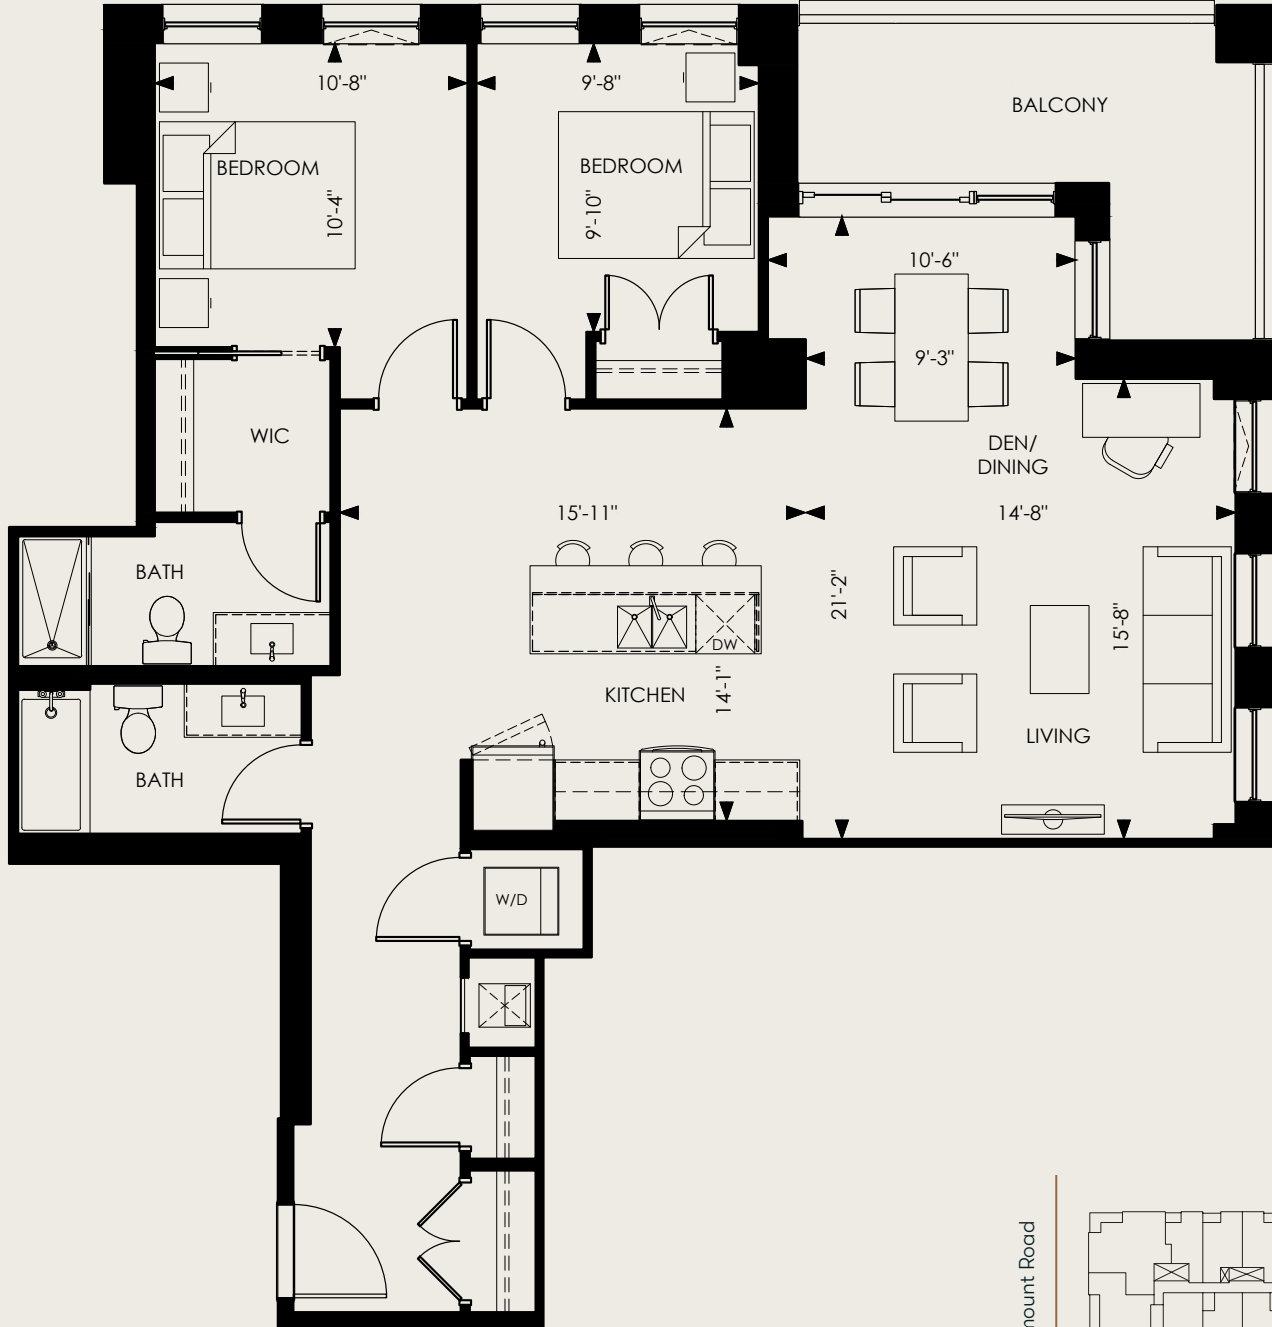 10'-8"
9'-8"
BALCONY
BEDROOM
10'-4"
BEDROOM
9'-10"
10'-6"
9'-3"
WIC
DEN/
DINING
15'-11"
14'-8"
BATH
21'-2"
15'-8"
DW
KITCHEN
14'-1"
LIVING
BATH
W/D
Road